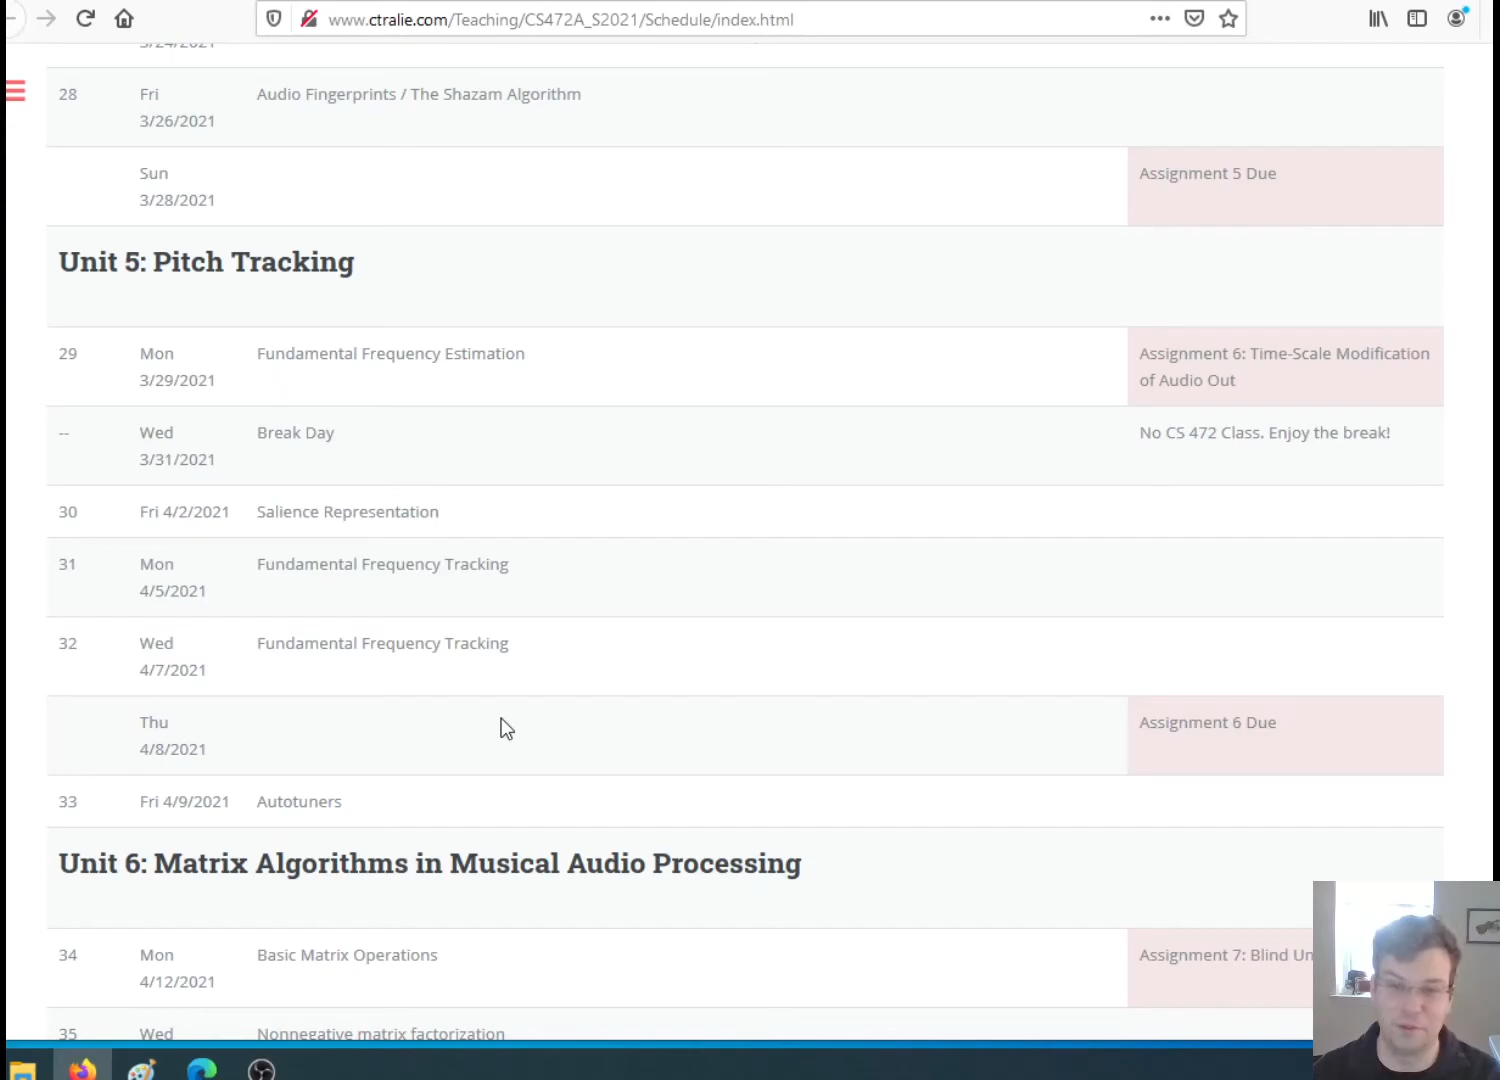 www.ctralie.com/Teaching/CS472A_S2021/Schedule/index.html
3/24/2021
28 Fri Audio Fingerprints / The Shazam Algorithm
3/26/2021
Sun Assignment 5 Due
3/28/2021
Unit 5: Pitch Tracking
29 Mon Fundamental Frequency Estimation Assignment 6: Time-Scale Modification
3/29/2021 of Audio Out
-- Wed Break Day No CS 472 Class. Enjoy the break!
3/31/2021
30 Fri 4/2/2021 Salience Representation
31 Mon Fundamental Frequency Tracking
4/5/2021
32 Wed Fundamental Frequency Tracking
4/7/2021
Thu Assignment 6 Due
4/8/2021
33 Fri 4/9/2021 Autotuners
Unit 6: Matrix Algorithms in Musical Audio Processing
34 Mon Basic Matrix Operations Assignment 7: Blind Un
4/12/2021
35 Wed Nonnegative matrix factorization